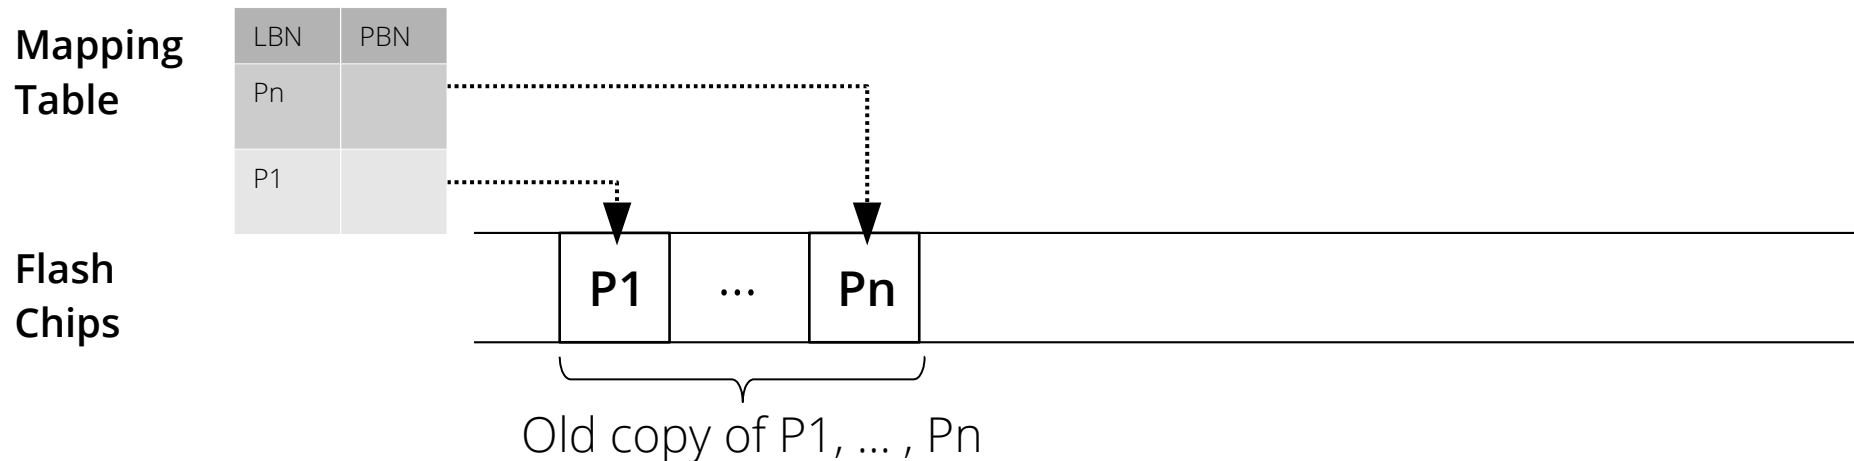 Mapping
Table
LBN PBN
Pn
P1
Flash
Chips
P1 ... Pn
Old copy of P1, ... , Pn